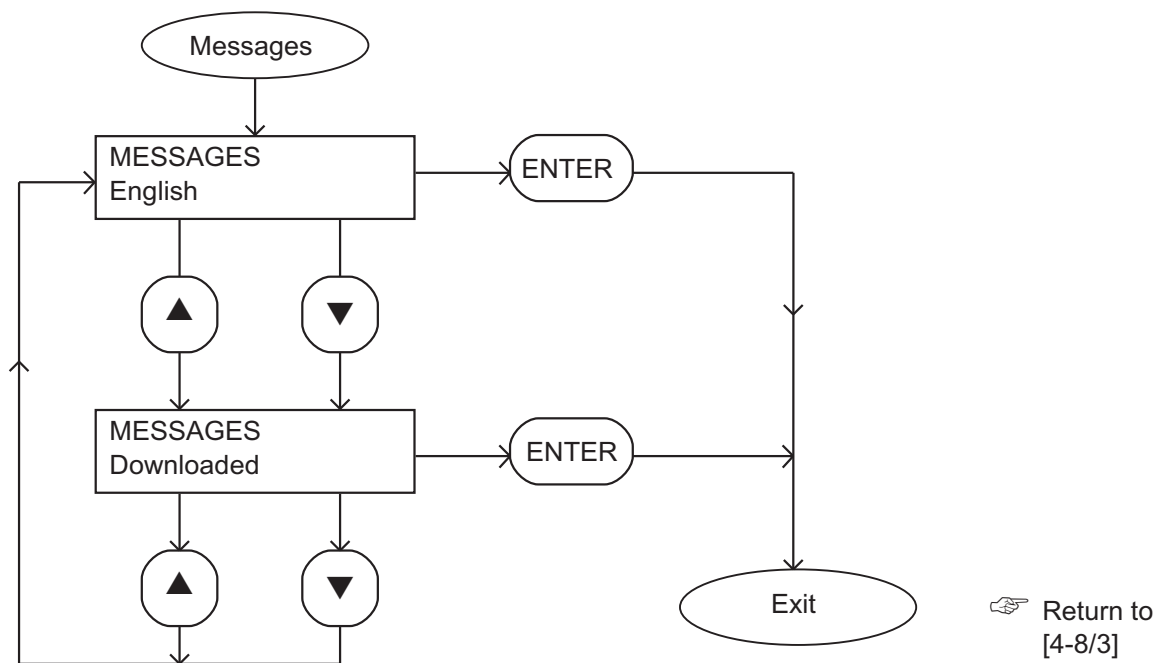 Messages
MESSAGES
English
ENTER
▲
▼
MESSAGES
Downloaded
ENTER
▲
▼
Exit
☞ Return to
[4-8/3]